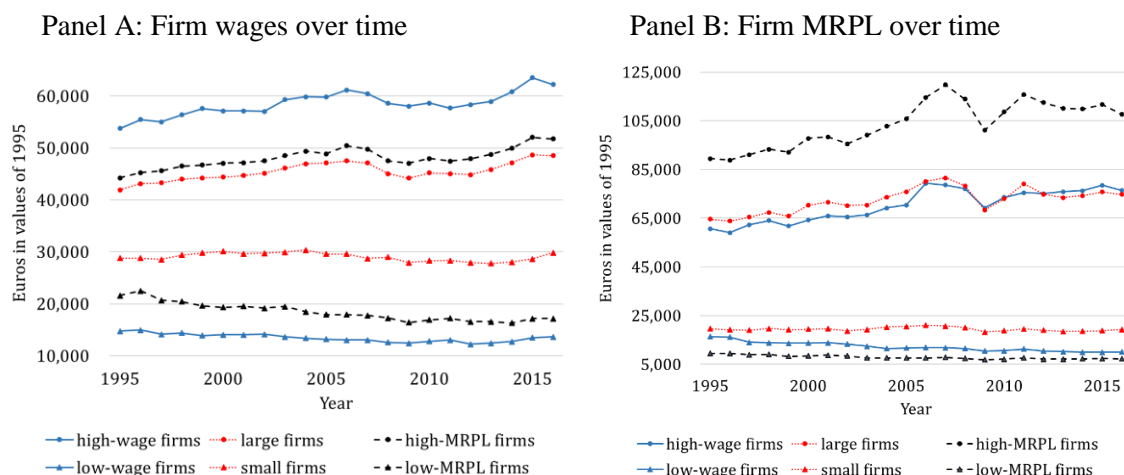 Panel A: Firm wages over time
60,000
50,000
40,000
30,000
20,000
10,000
Euros in values of 1995
1995 2000 2005 2010 2015
Year
high-wage firms large firms high-MRPL firms
low-wage firms small firms low-MRPL firms
Panel B: Firm MRPL over time
125,000
105,000
85,000
65,000
45,000
25,000
5,000
Euros in values of 1995
1995 2000 2005 2010 2015
Year
high-wage firms large firms high-MRPL firms
low-wage firms small firms low-MRPL firms